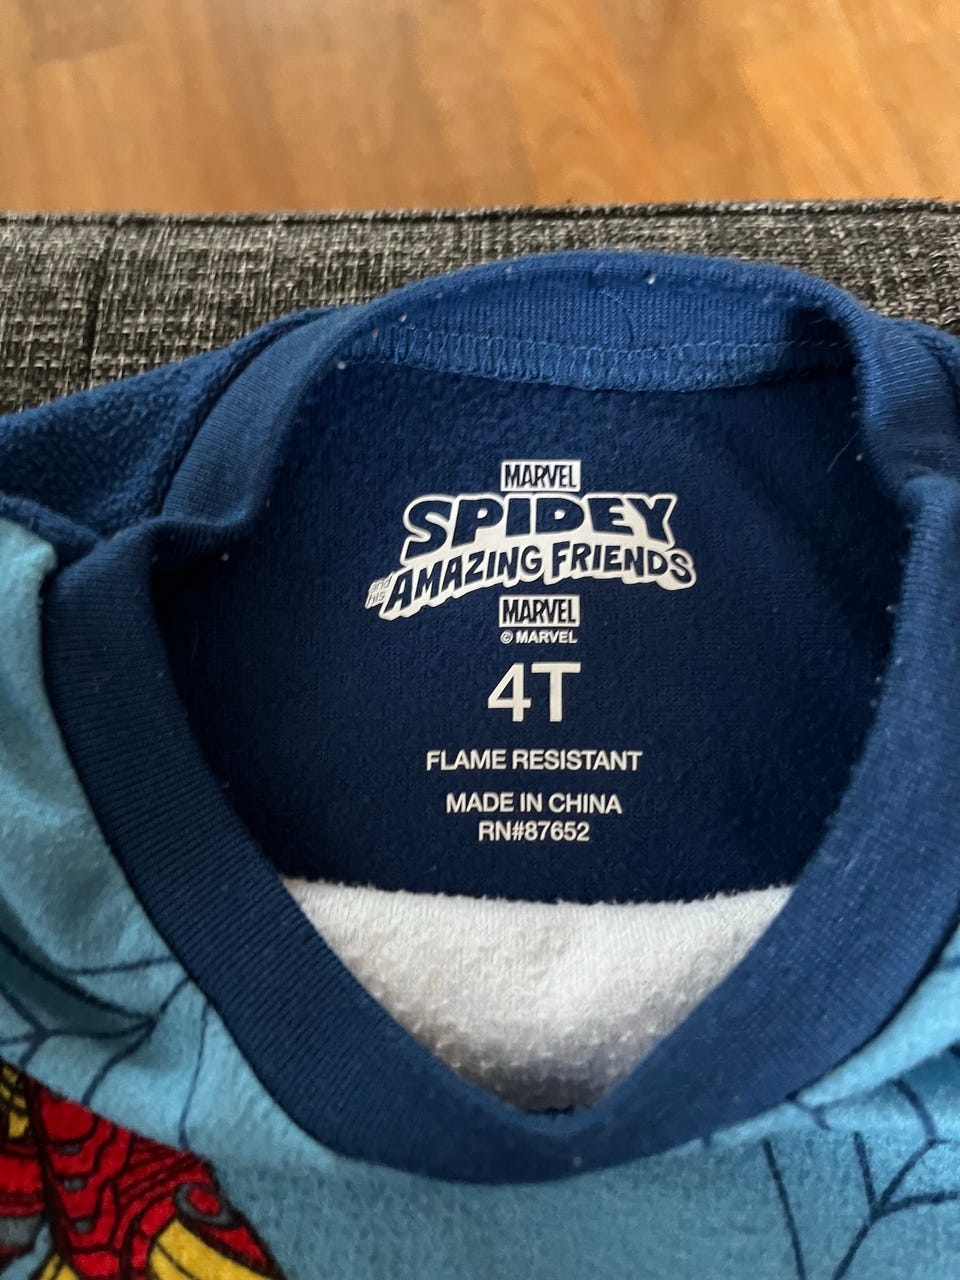 MARVEL
SPIDEY
and his AMAZING FRIENDS
MARVEL
© MARVEL
4T
FLAME RESISTANT
MADE IN CHINA
RN#87652